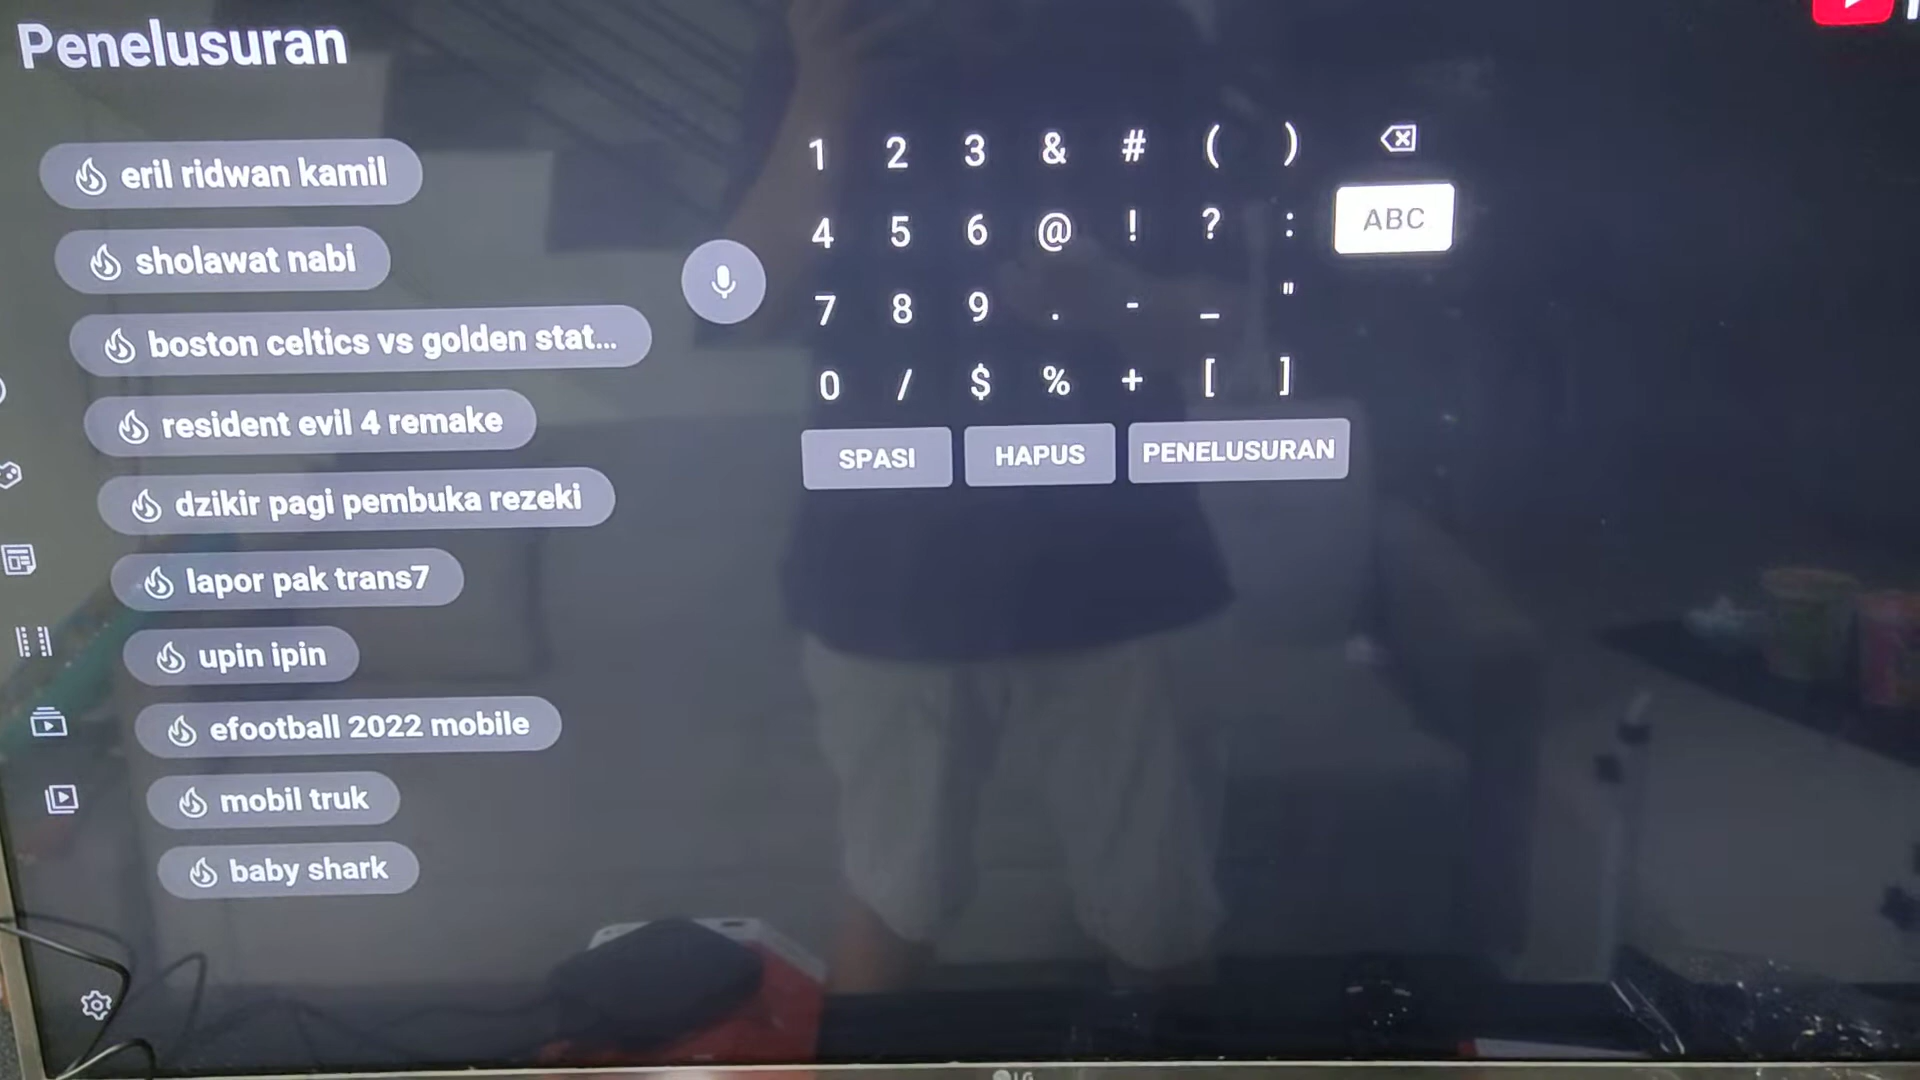 Penelusuran
eril ridwan kamil
sholawat nabi
boston celtics vs golden stat...
resident evil 4 remake
dzikir pagi pembuka rezeki
lapor pak trans7
upin ipin
efootball 2022 mobile
mobil truk
baby shark
1 2 3 & # ( )
4 5 6 @ ! ? : ABC
7 8 9 . - _ "
0 / $ % + [ ]
SPASI HAPUS PENELUSURAN
LG